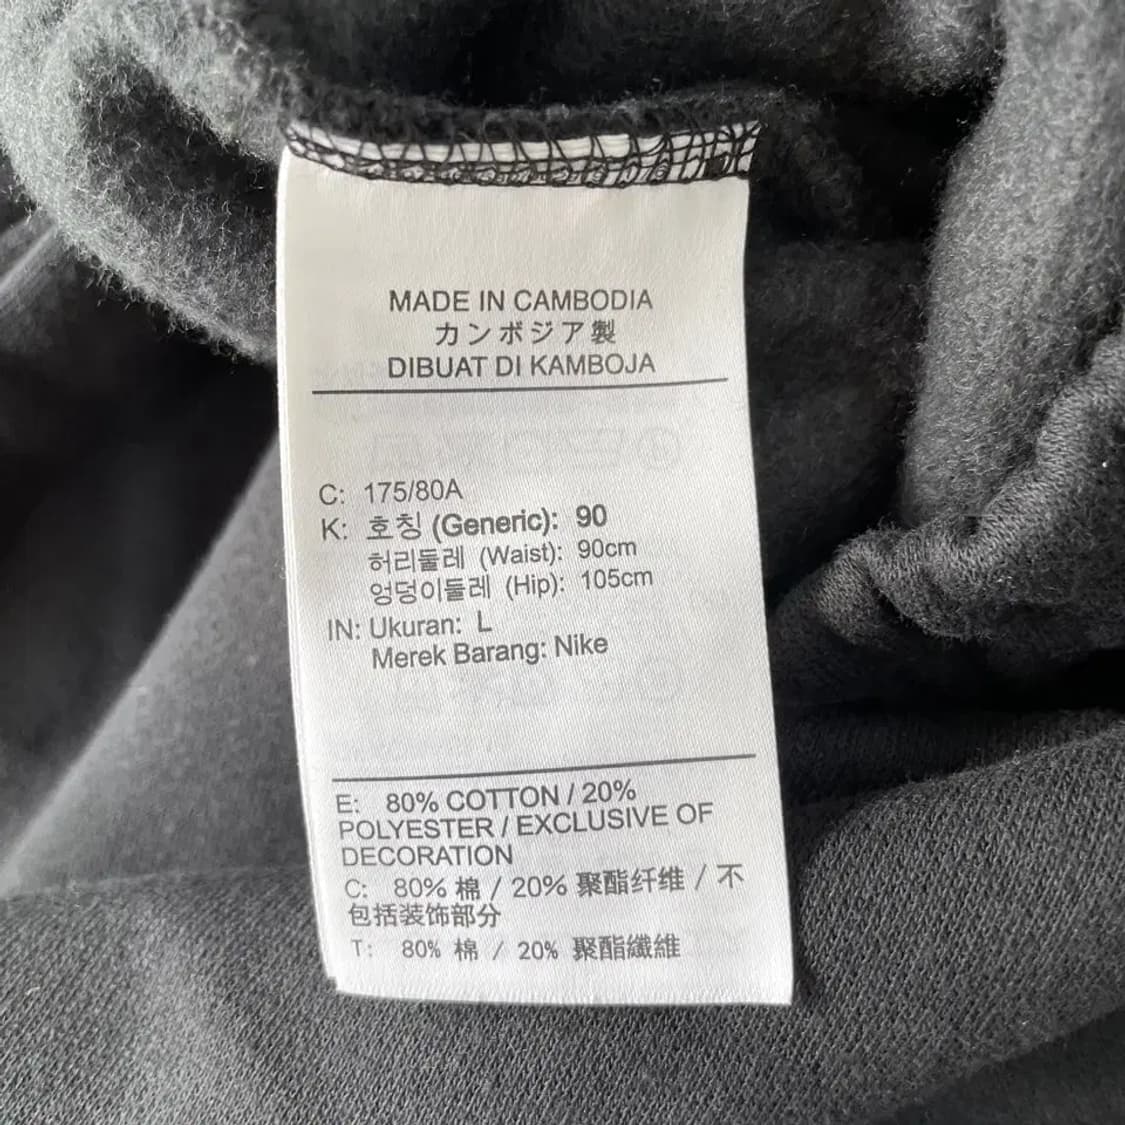 MADE IN CAMBODIA
カンボジア製
DIBUAT DI KAMBOJA
C: 175/80A
K: 호칭 (Generic): 90
허리둘레 (Waist): 90cm
엉덩이둘레 (Hip): 105cm
IN: Ukuran: L
Merek Barang: Nike
E: 80% COTTON / 20%
POLYESTER / EXCLUSIVE OF
DECORATION
C: 80% 棉 / 20% 聚酯纤维 / 不
包括装饰部分
T: 80% 棉 / 20% 聚酯纖維